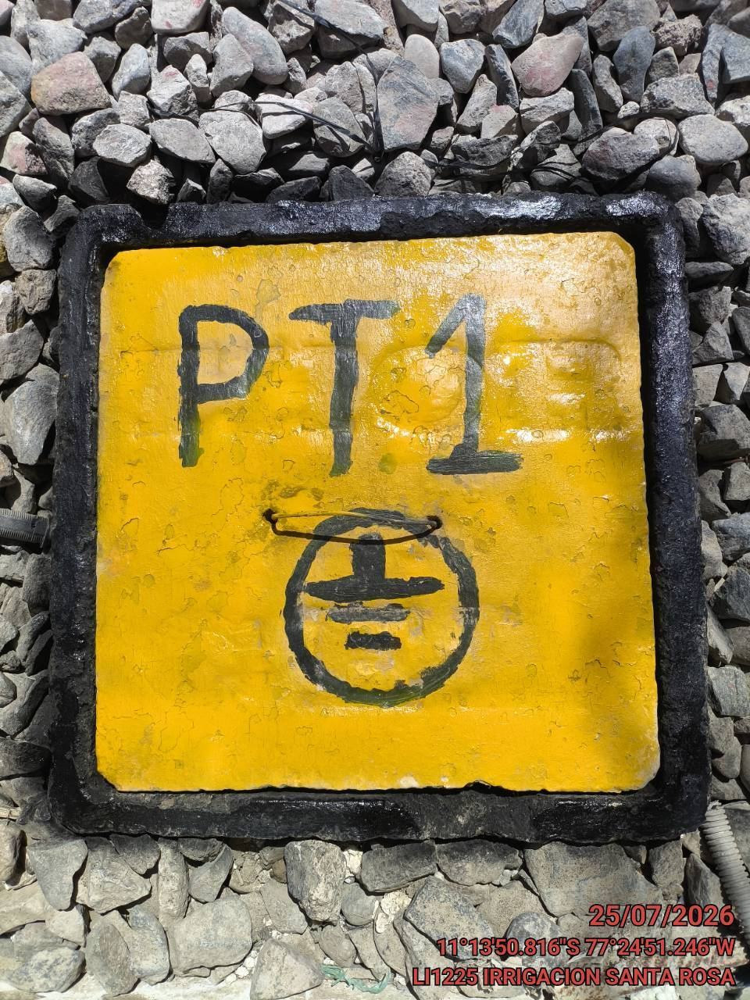 PT1
25/07/2026
11°13'50.816"S 77°24'51.246"W
LI1225 IRRIGACION SANTA ROSA